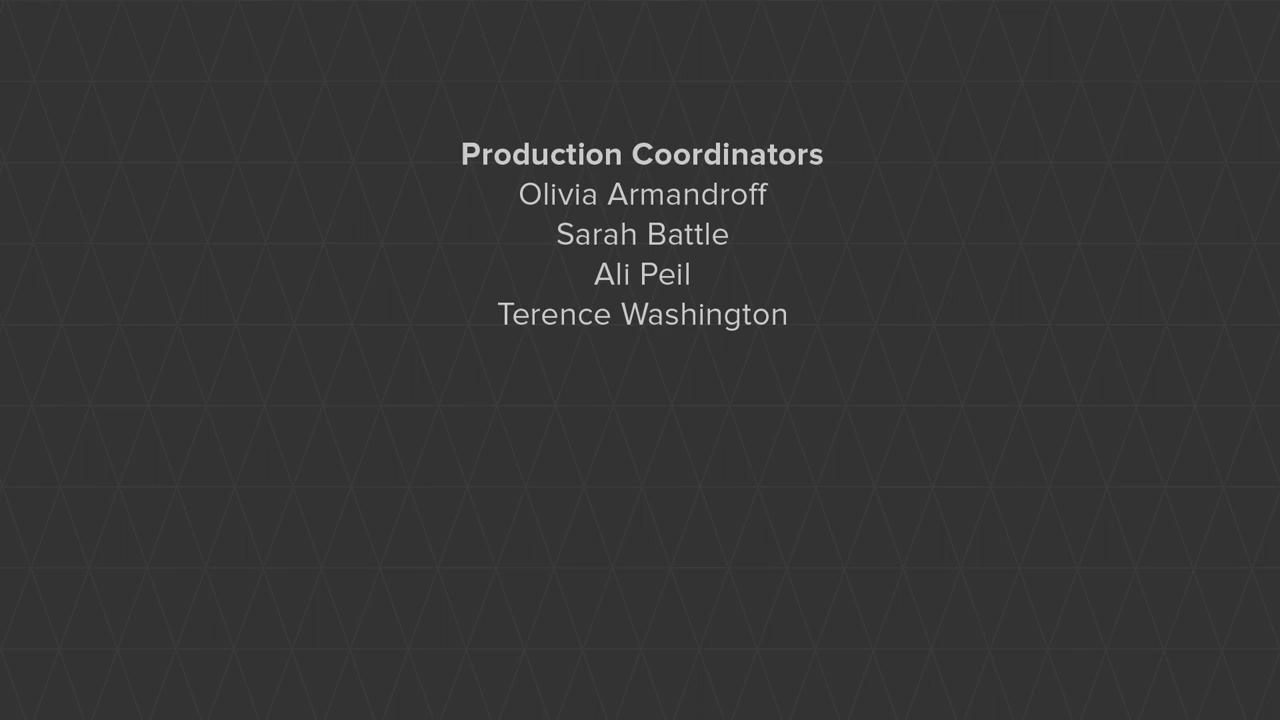 Production Coordinators
Olivia Armandroff
Sarah Battle
Ali Peil
Terence Washington